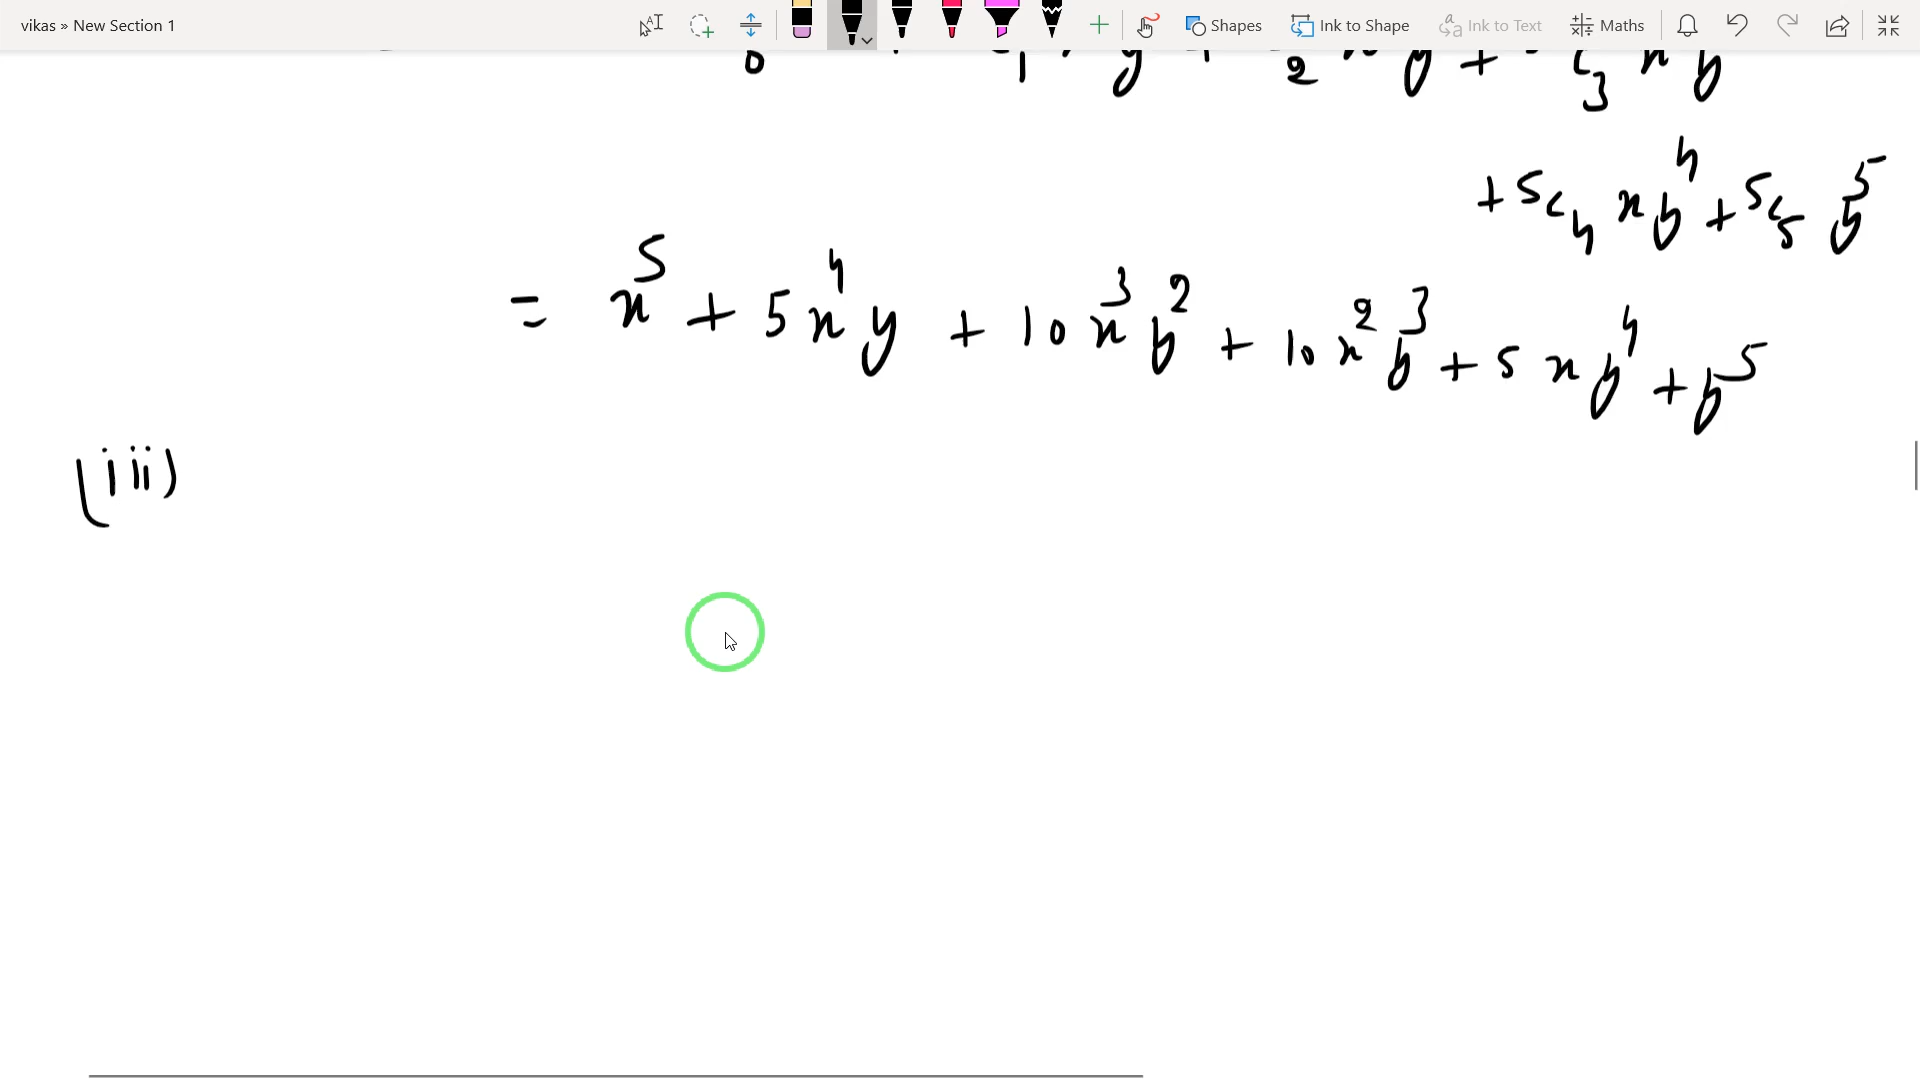 vikas » New Section 1
Shapes
Ink to Shape
Ink to Text
Maths
+ ⁵C₄ xy⁴ + ⁵C₅ y⁵
= x⁵ + 5x⁴y + 10x³y² + 10x²y³ + 5xy⁴ + y⁵
(iii)